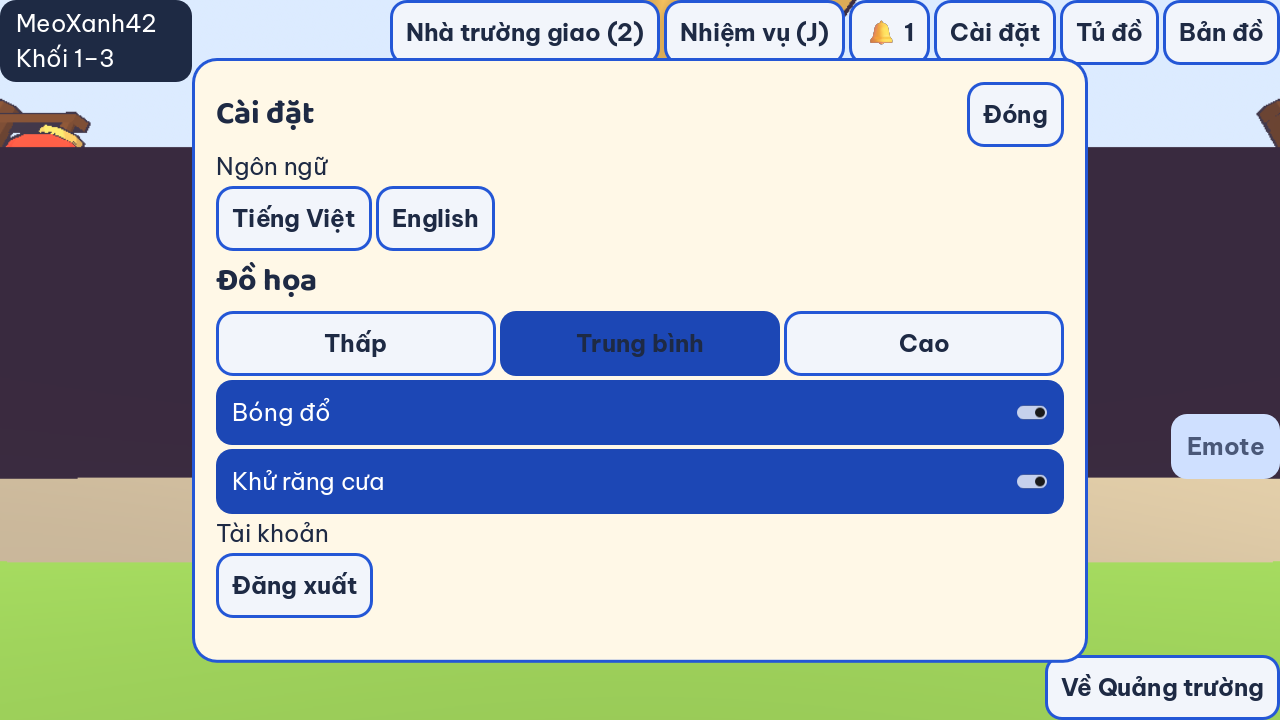 MeoXanh42
Khối 1–3
Nhà trường giao (2)
Nhiệm vụ (J)
🔔 1
Cài đặt
Tủ đồ
Bản đồ
Cài đặt
Đóng
Ngôn ngữ
Tiếng Việt
English
Đồ họa
Thấp
Trung bình
Cao
Bóng đổ
Khử răng cưa
Emote
Tài khoản
Đăng xuất
Về Quảng trường